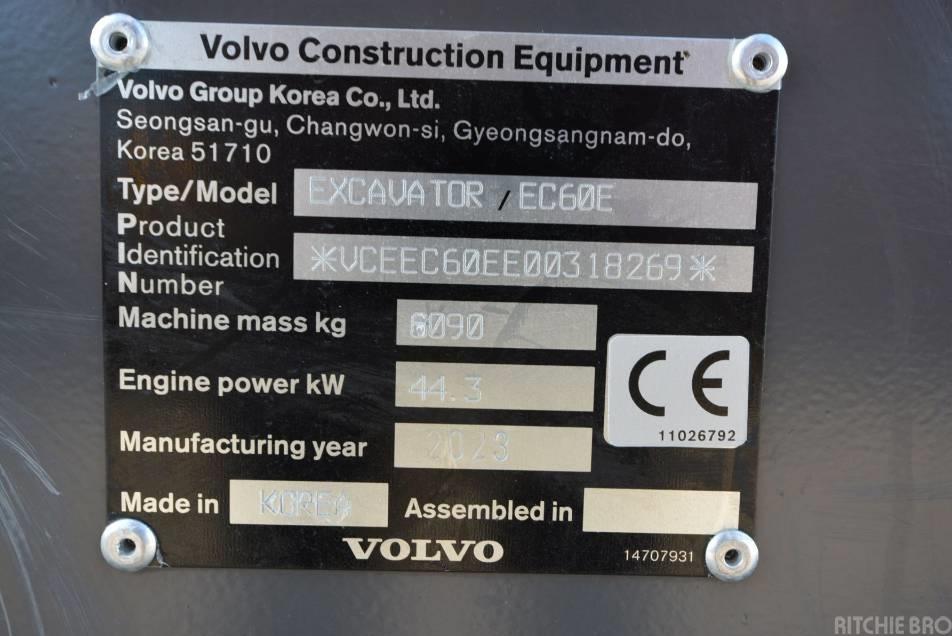 Volvo Construction Equipment
Volvo Group Korea Co., Ltd.
Seongsan-gu, Changwon-si, Gyeongsangnam-do,
Korea 51710
Type/Model EXCAVATOR / EC60E
Product
Identification *VCEEC60EE00318269*
Number
Machine mass kg 6090
Engine power kW 44.3
CE
11026792
Manufacturing year 2023
Made in KOREA Assembled in
VOLVO 14707931
RITCHIE BRO